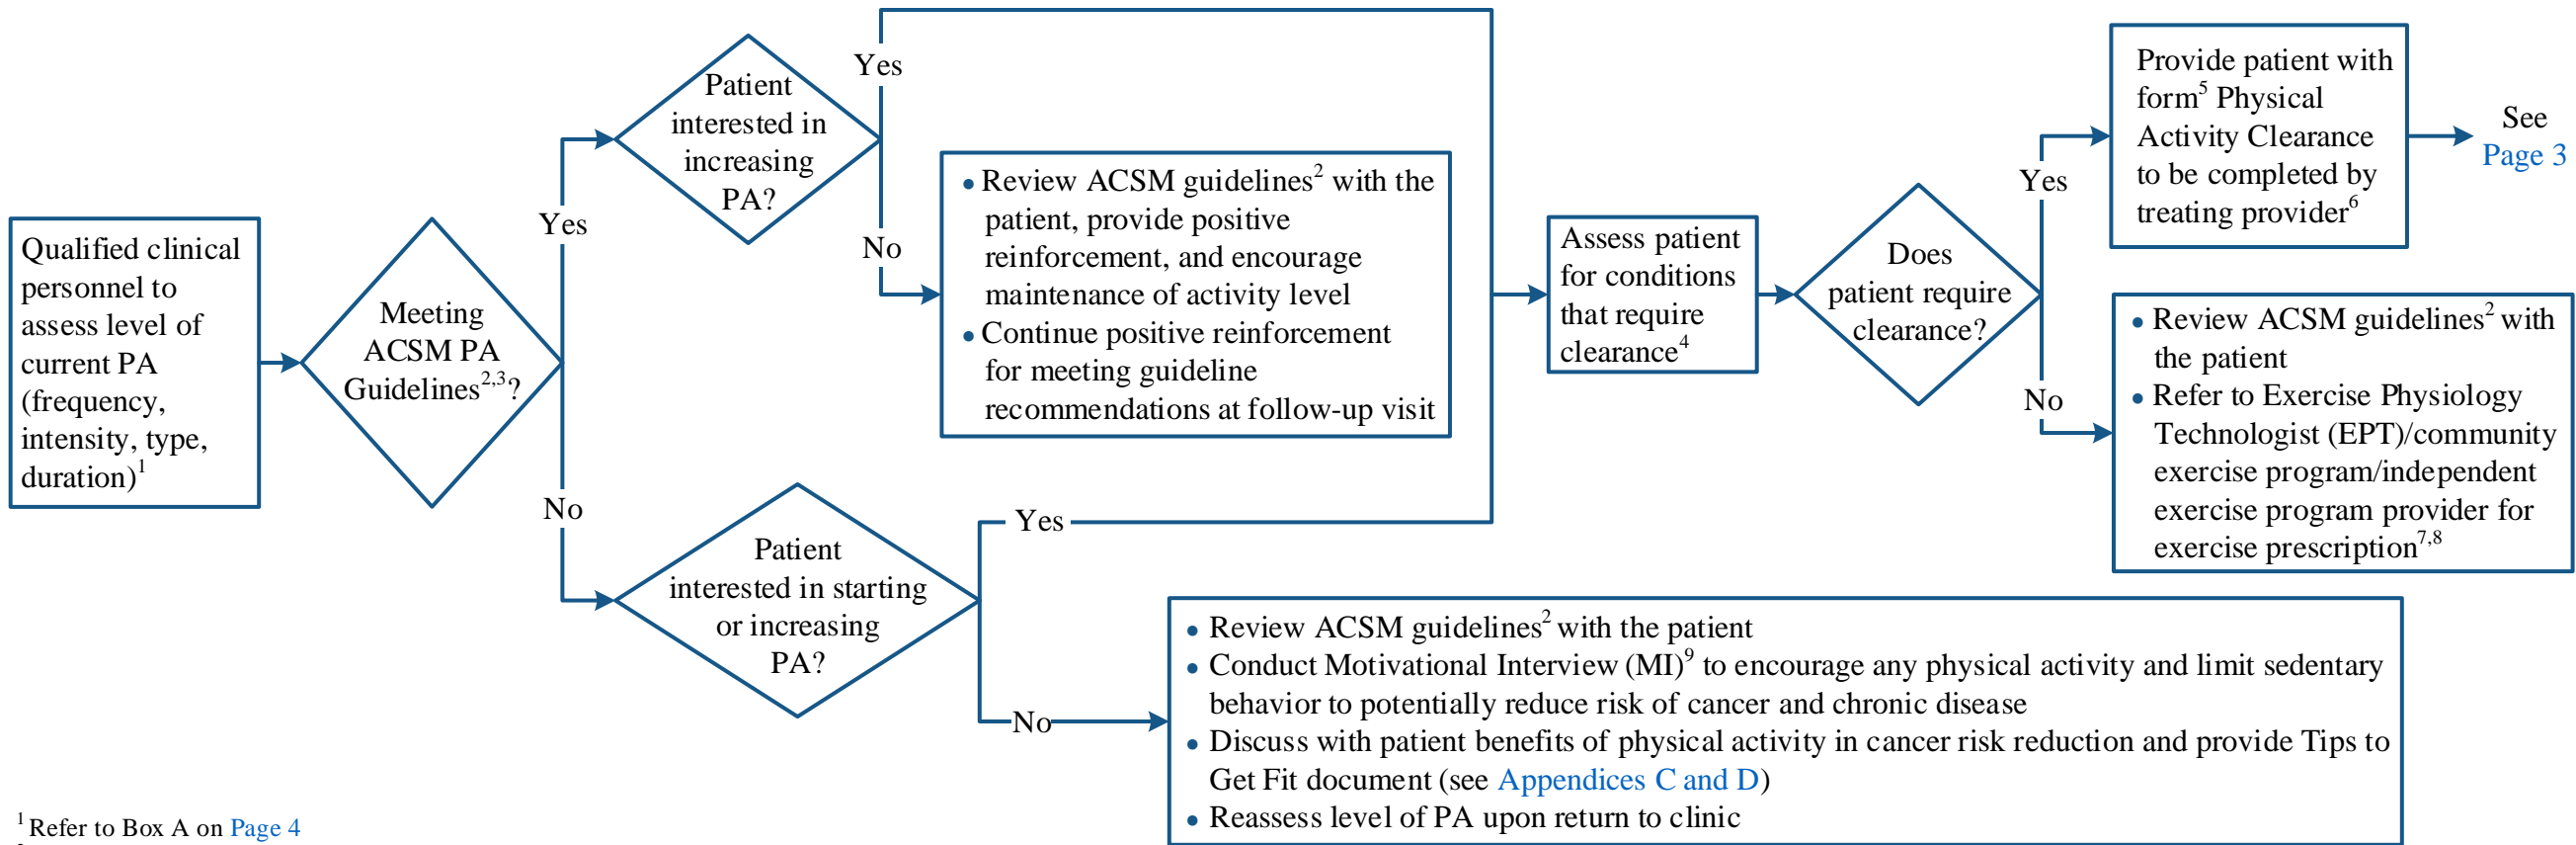 Qualified clinical
personnel to
assess level of
current PA
(frequency,
intensity, type,
duration)1
Meeting
ACSM PA
Guidelines2,3?
Yes
No
Patient
interested in
increasing
PA?
Yes
No
• Review ACSM guidelines2 with the
patient, provide positive
reinforcement, and encourage
maintenance of activity level
• Continue positive reinforcement
for meeting guideline
recommendations at follow-up visit
Patient
interested in starting
or increasing
PA?
Yes
No
• Review ACSM guidelines2 with the patient
• Conduct Motivational Interview (MI)9 to encourage any physical activity and limit sedentary
behavior to potentially reduce risk of cancer and chronic disease
• Discuss with patient benefits of physical activity in cancer risk reduction and provide Tips to
Get Fit document (see Appendices C and D)
• Reassess level of PA upon return to clinic
Assess patient
for conditions
that require
clearance4
Does
patient require
clearance?
Yes
No
Provide patient with
form5 Physical
Activity Clearance
to be completed by
treating provider6
See
Page 3
• Review ACSM guidelines2 with
the patient
• Refer to Exercise Physiology
Technologist (EPT)/community
exercise program/independent
exercise program provider for
exercise prescription7,8
1 Refer to Box A on Page 4